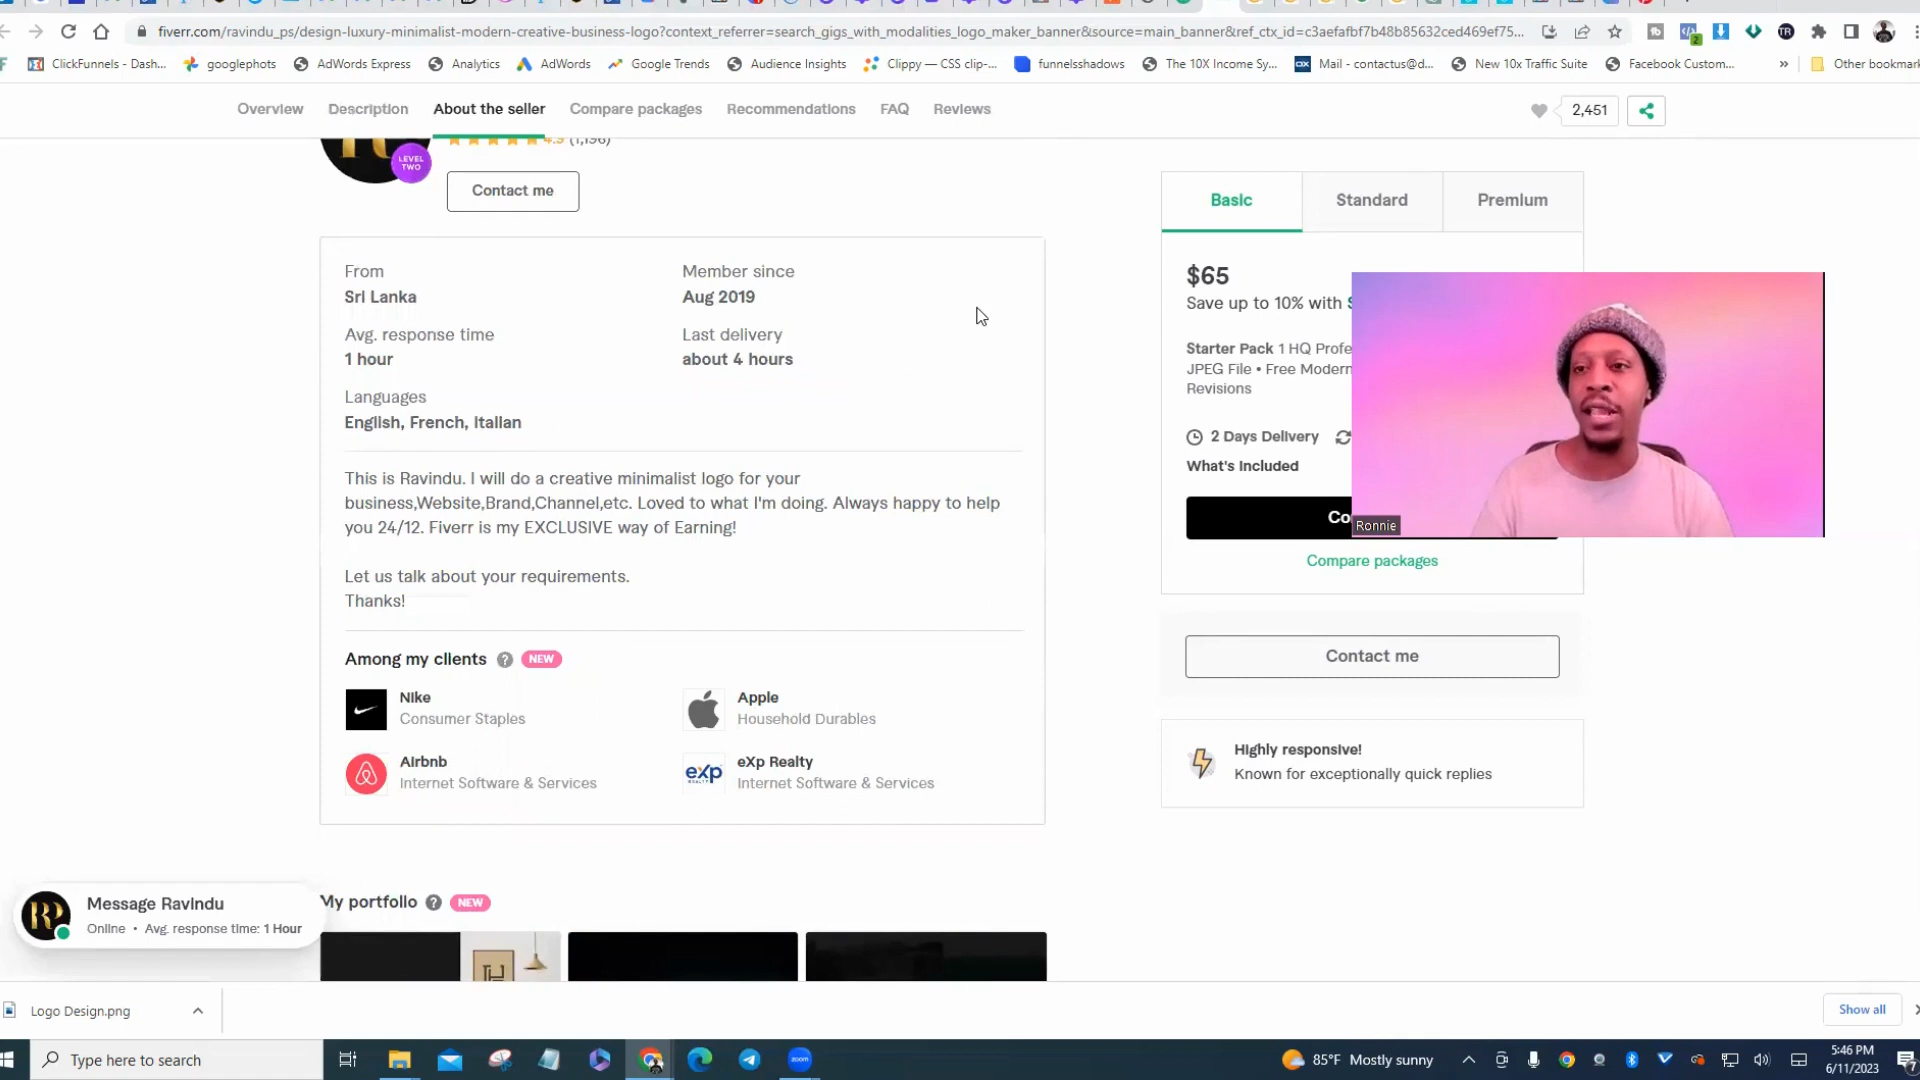 fiverr.com/ravindu_ps/design-luxury-minimalist-modern-creative-business-logo?context_referrer=search_gigs_with_modalities_logo_maker_banner&source=main_banner&ref_ctx_id=c3aefafbf7b48b85632ced469ef75...
ClickFunnels - Dash...
googlephots
AdWords Express
Analytics
AdWords
Google Trends
Audience Insights
Clippy — CSS clip-...
funnelsshadows
The 10X Income Sy...
Mail - contactus@d...
New 10x Traffic Suite
Facebook Custom...
»
Other bookmark
Overview
Description
About the seller
Compare packages
Recommendations
FAQ
Reviews
2,451
LEVEL
TWO
4.9 (1,196)
Contact me
From
Sri Lanka
Member since
Aug 2019
Avg. response time
1 hour
Last delivery
about 4 hours
Languages
English, French, Italian
This is Ravindu. I will do a creative minimalist logo for your
business,Website,Brand,Channel,etc. Loved to what I'm doing. Always happy to help
you 24/12. Fiverr is my EXCLUSIVE way of Earning!
Let us talk about your requirements.
Thanks!
Among my clients ? NEW
Nike
Consumer Staples
Apple
Household Durables
Airbnb
Internet Software & Services
eXp
REALTY
eXp Realty
Internet Software & Services
My portfolio ? NEW
Basic
Standard
Premium
$65
Save up to 10% with
Starter Pack 1 HQ Profe
JPEG File • Free Modern
Revisions
2 Days Delivery
What's Included
Co
Ronnie
Compare packages
Contact me
Highly responsive!
Known for exceptionally quick replies
RP
Message Ravindu
Online • Avg. response time: 1 Hour
Logo Design.png
Show all
Type here to search
zoom
85°F Mostly sunny
5:46 PM
6/11/2023
7